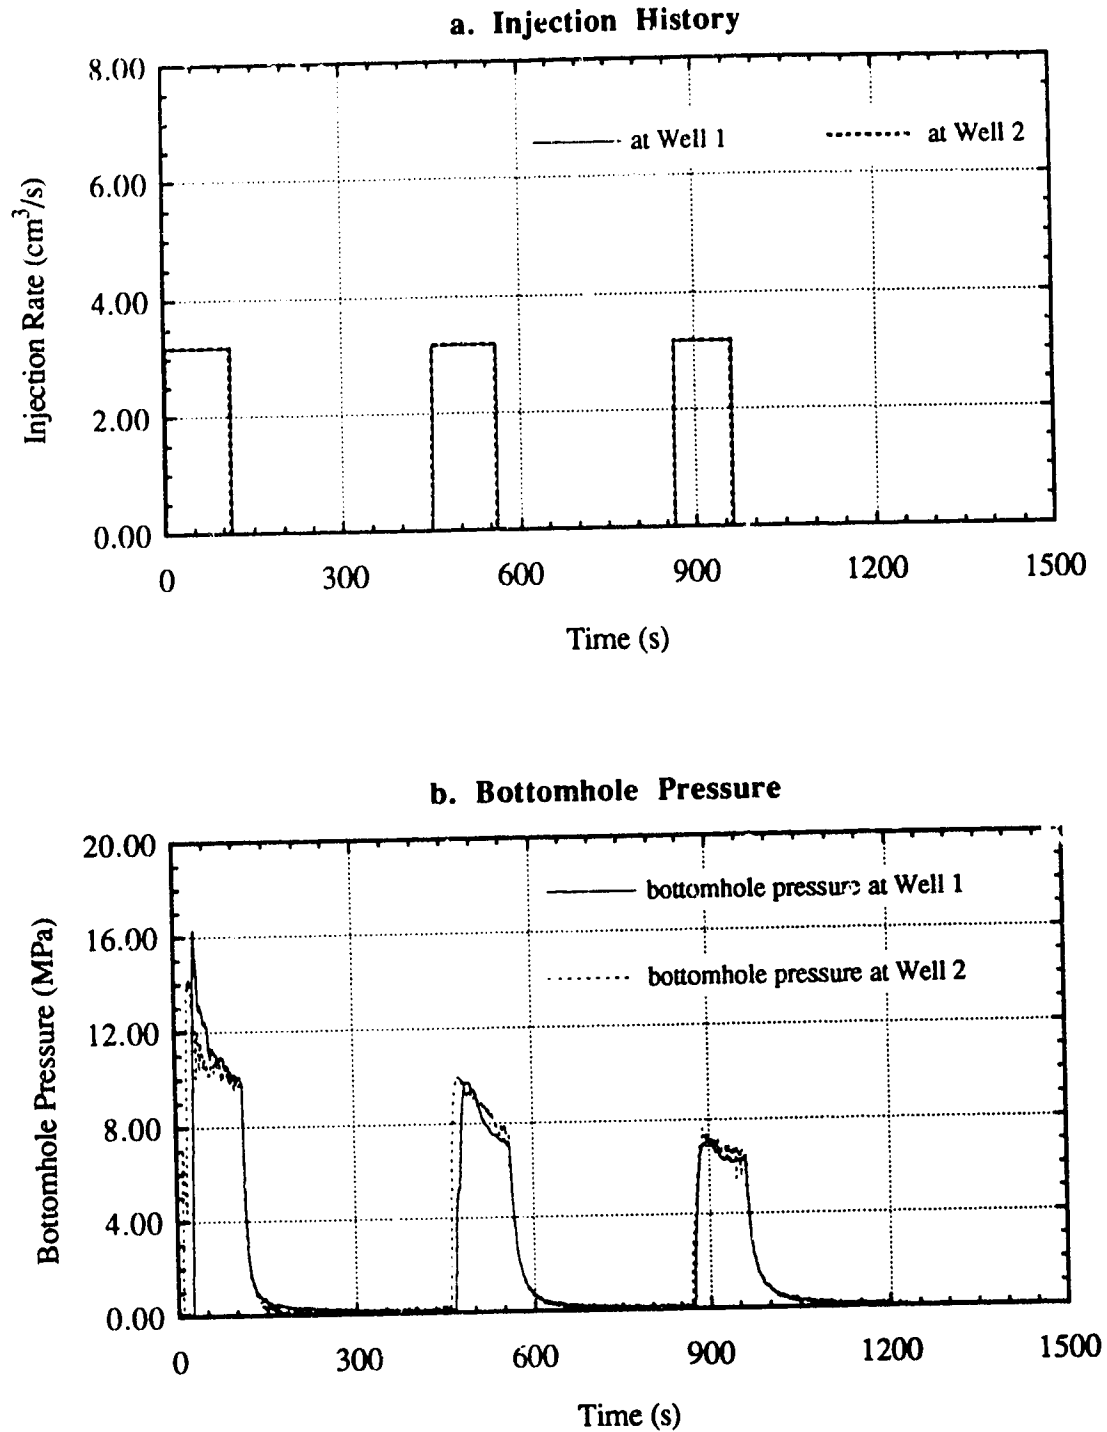 a. Injection History
8.00
6.00
4.00
2.00
0.00
Injection Rate (cm³/s)
at Well 1
at Well 2
0 300 600 900 1200 1500
Time (s)
b. Bottomhole Pressure
20.00
16.00
12.00
8.00
4.00
0.00
Bottomhole Pressure (MPa)
bottomhole pressure at Well 1
bottomhole pressure at Well 2
0 300 600 900 1200 1500
Time (s)